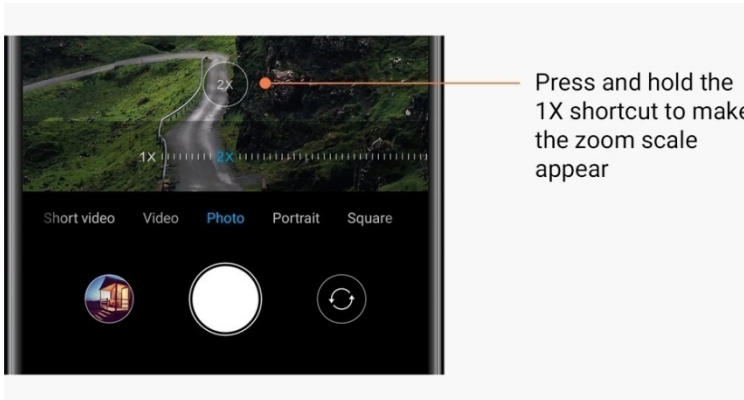 2X
Press and hold the
1X shortcut to make
the zoom scale
appear
1X 2X
Short video Video Photo Portrait Square